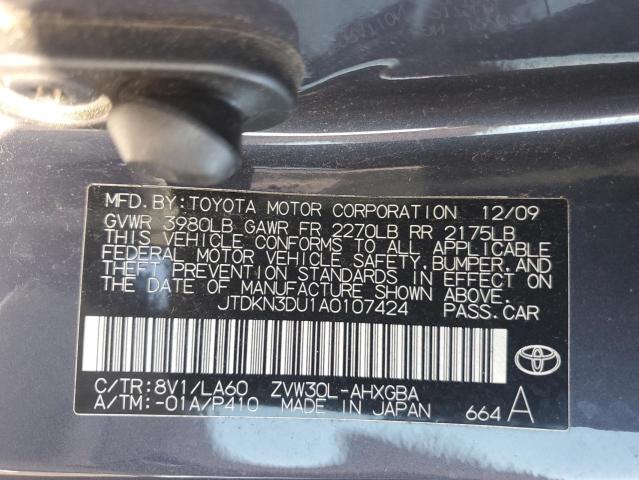 MFD.BY:TOYOTA MOTOR CORPORATION 12/09
GVWR 3980LB GAWR FR 2270LB RR 2175LB
THIS VEHICLE CONFORMS TO ALL APPLICABLE
FEDERAL MOTOR VEHICLE SAFETY,BUMPER,AND
THEFT PREVENTION STANDARDS IN EFFECT ON
THE DATE OF MANUFACTURE SHOWN ABOVE.
JTDKN3DU1A0107424 PASS.CAR
C/TR:8V1/LA60 ZVW30L-AHXGBA
A/TM:-01A/P410 MADE IN JAPAN 664 A